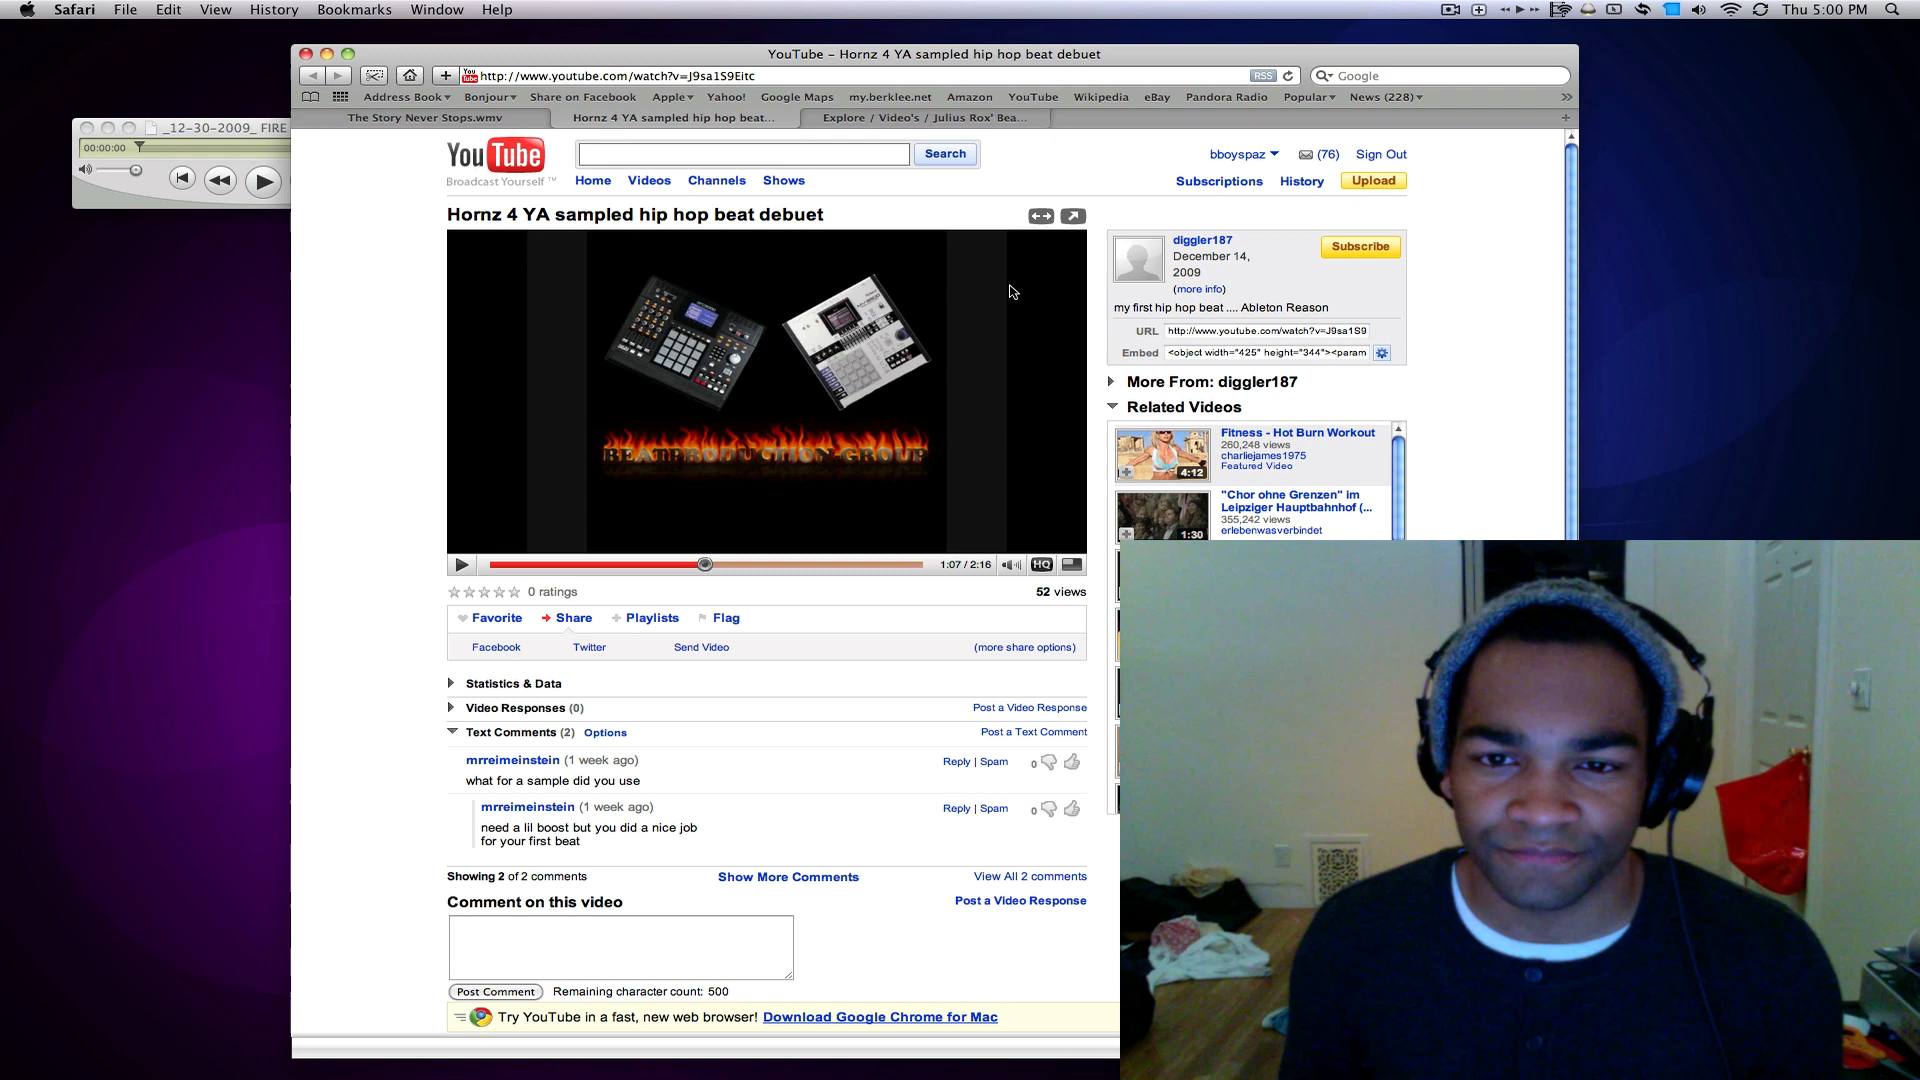 Safari File Edit View History Bookmarks Window Help
Thu 5:00 PM
YouTube – Hornz 4 YA sampled hip hop beat debuet
http://www.youtube.com/watch?v=J9sa1S9Eitc
RSS
Google
Address Book Bonjour Share on Facebook Apple Yahoo! Google Maps my.berklee.net Amazon YouTube Wikipedia eBay Pandora Radio Popular News (228)
The Story Never Stops.wmv
Hornz 4 YA sampled hip hop beat...
Explore / Video's / Julius Rox' Bea...
_12-30-2009_ FIRE
00:00:00
YouTube
Broadcast Yourself ™
Search
bboyspaz
(76)
Sign Out
Home Videos Channels Shows
Subscriptions History Upload
Hornz 4 YA sampled hip hop beat debuet
BEATPRODUCTION-GROUP
1:07 / 2:16
HQ
diggler187
December 14,
2009
(more info)
Subscribe
my first hip hop beat .... Ableton Reason
URL http://www.youtube.com/watch?v=J9sa1S9
Embed <object width="425" height="344"><param
More From: diggler187
Related Videos
Fitness - Hot Burn Workout
260,248 views
charliejames1975
Featured Video
4:12
"Chor ohne Grenzen" im
Leipziger Hauptbahnhof (...
355,242 views
erlebenwasverbindet
1:30
0 ratings
52 views
Favorite Share Playlists Flag
Facebook Twitter Send Video (more share options)
Statistics & Data
Video Responses (0)
Post a Video Response
Text Comments (2) Options
Post a Text Comment
mrreimeinstein (1 week ago)
Reply | Spam 0
what for a sample did you use
mrreimeinstein (1 week ago)
Reply | Spam 0
need a lil boost but you did a nice job
for your first beat
Showing 2 of 2 comments
Show More Comments
View All 2 comments
Comment on this video
Post a Video Response
Post Comment
Remaining character count: 500
Try YouTube in a fast, new web browser! Download Google Chrome for Mac